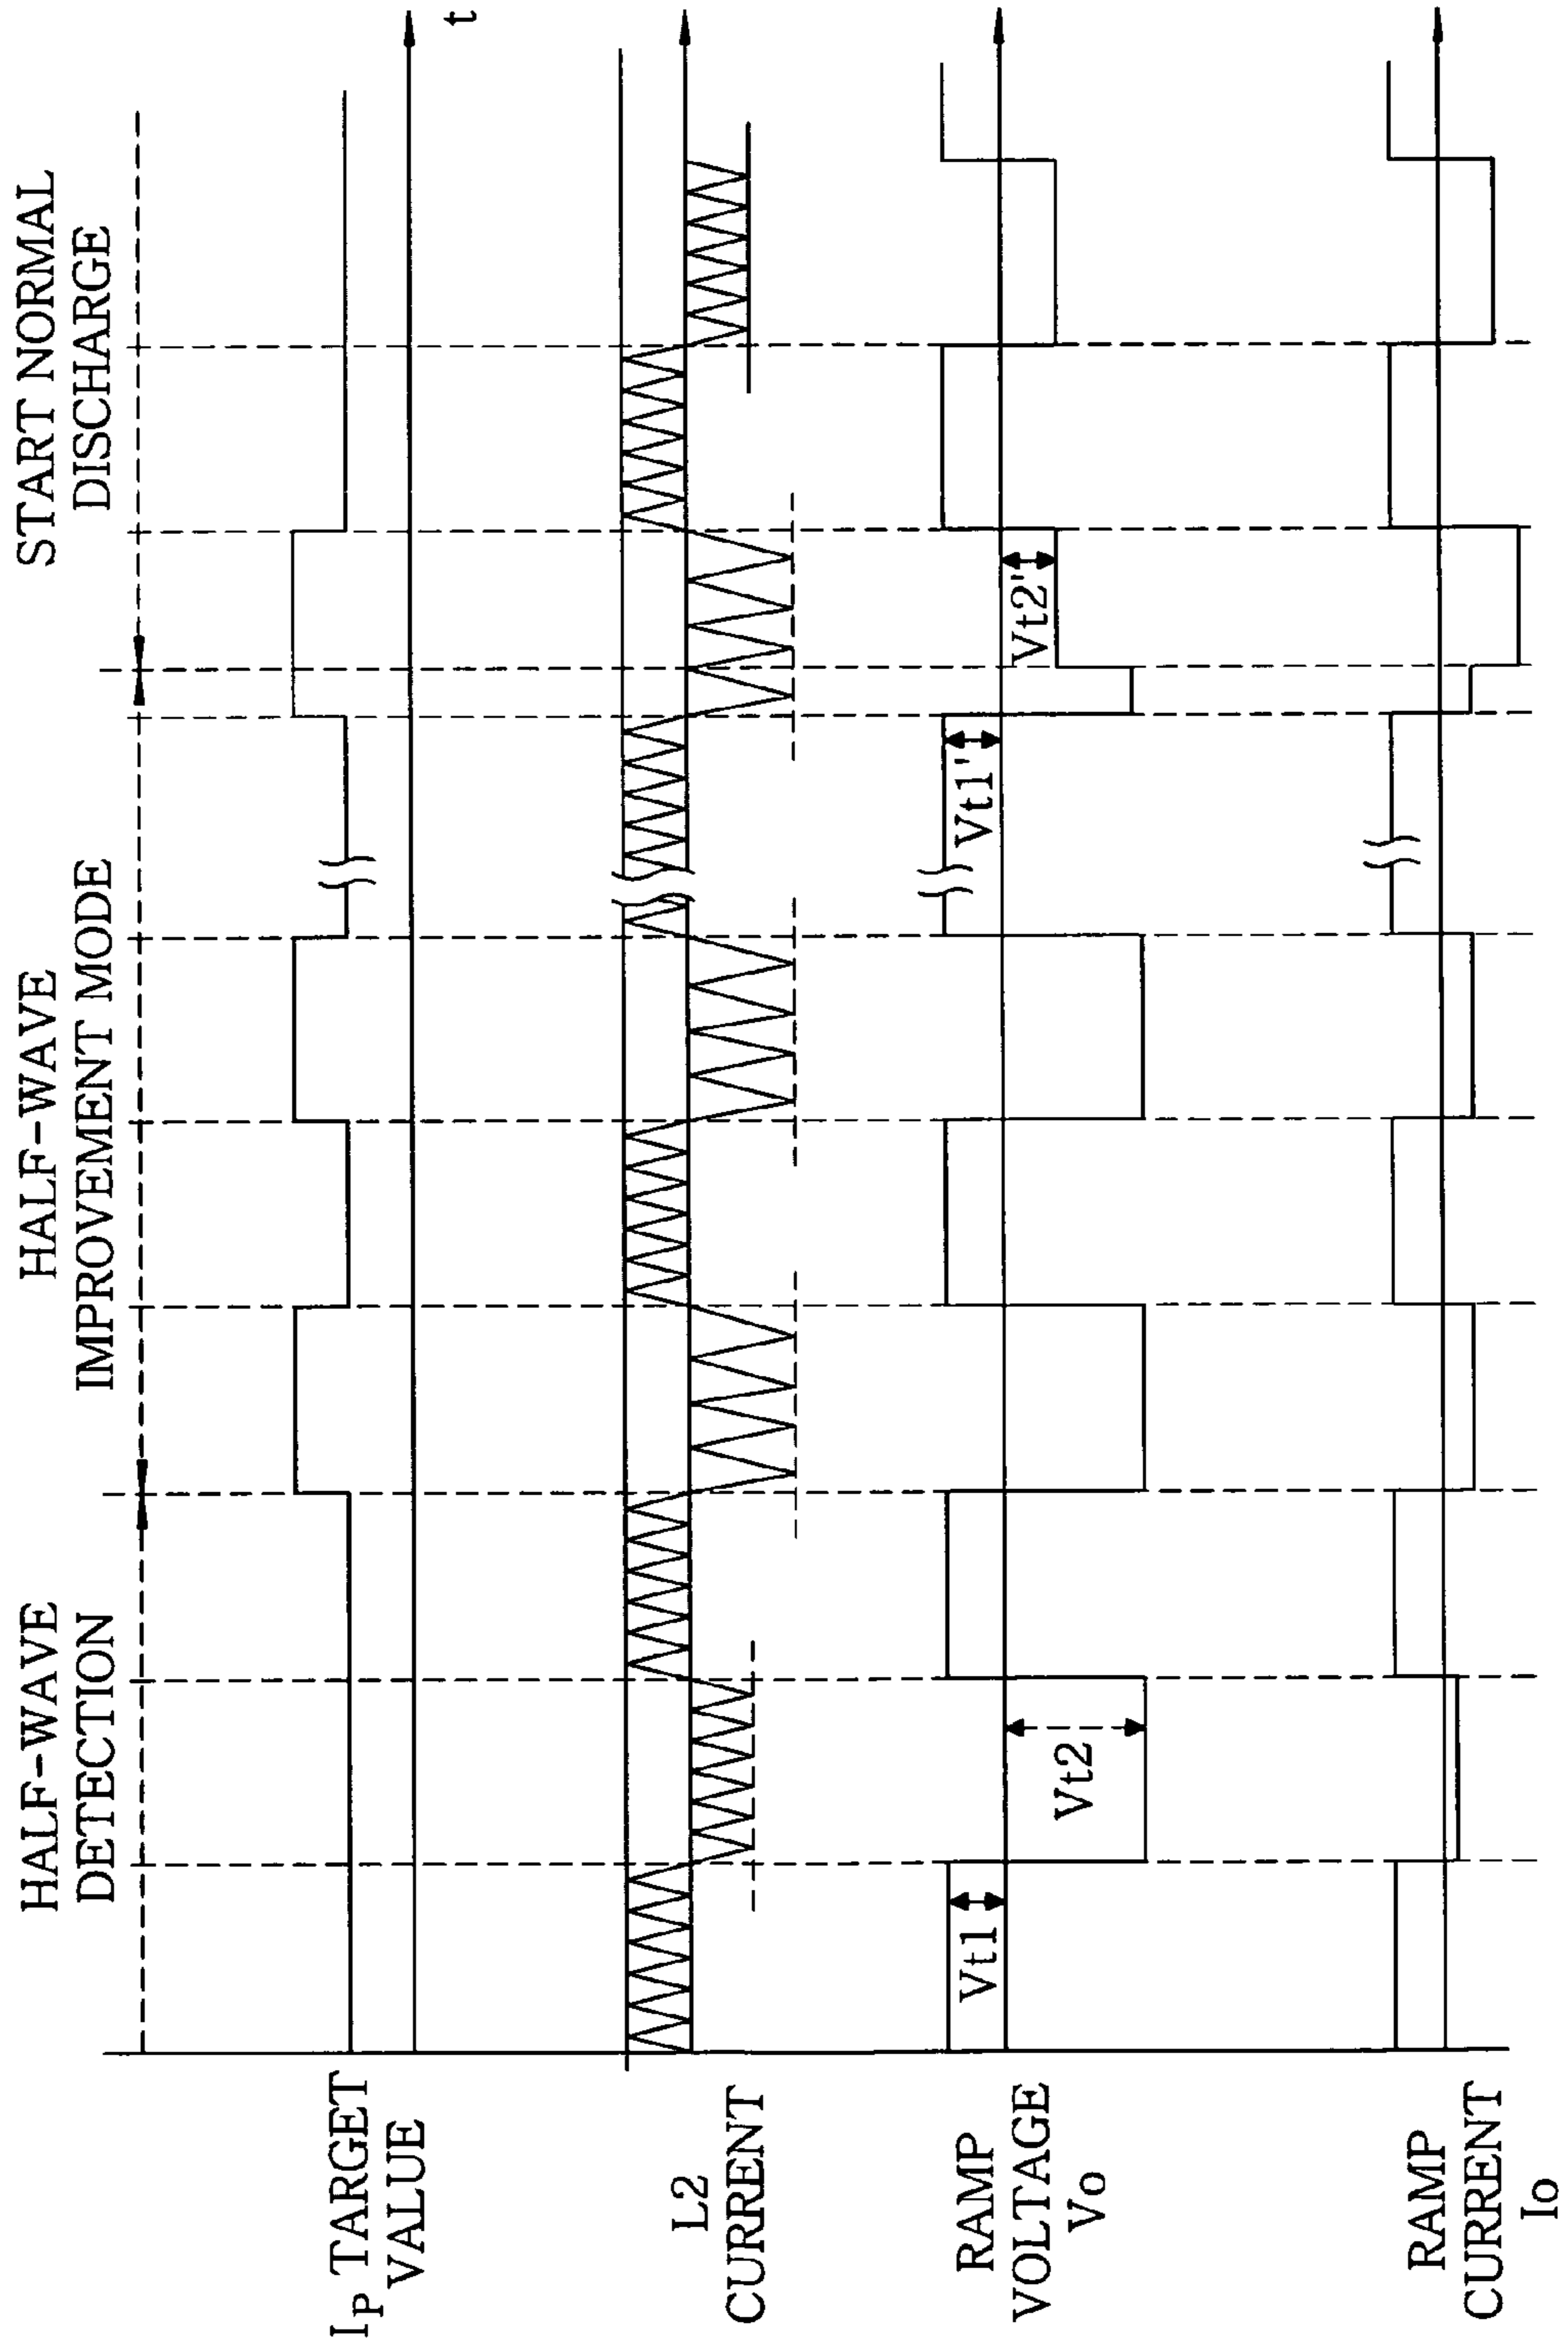 HALF-WAVE
DETECTION
HALF-WAVE
IMPROVEMENT MODE
START NORMAL
DISCHARGE
IP TARGET
VALUE
t
L2
CURRENT
RAMP
VOLTAGE
Vo
Vt1
Vt2
Vt1'
Vt2'
RAMP
CURRENT
Io